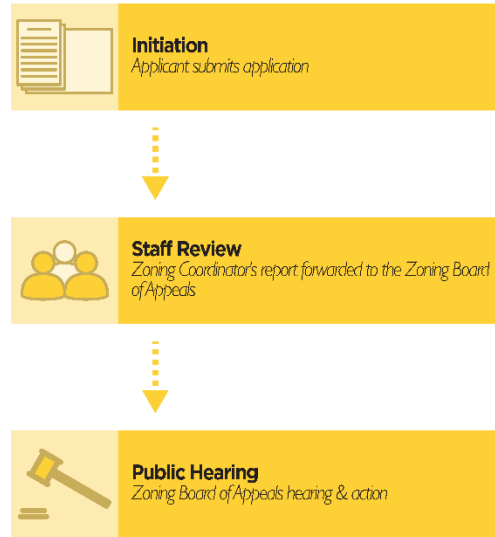 Initiation
Applicant submits application
Staff Review
Zoning Coordinator's report forwarded to the Zoning Board
of Appeals
Public Hearing
Zoning Board of Appeals hearing & action